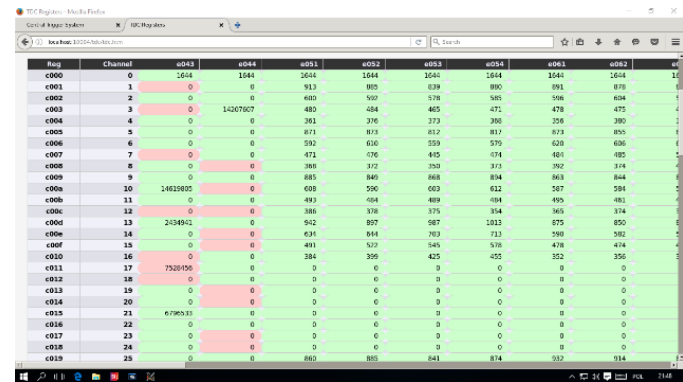 TDC Registers - Mozilla Firefox
Central Trigger System TDC Registers
Search
Reg Channel e043 e044 e051 e052 e053 e054 e061 e062
c000 0 1644 1644 1644 1644 1644 1644 1644 1644
c001 1 0 0 913 885 839 880 891 878
c002 2 0 0 600 592 578 585 596 604
c003 3 0 14207607 480 484 465 471 478 475
c004 4 0 0 361 376 373 368 356 380
c005 5 0 0 871 873 812 817 873 855
c006 6 0 0 592 610 559 579 620 606
c007 7 0 0 471 476 445 474 484 485
c008 8 0 0 368 372 350 373 392 374
c009 9 0 0 885 849 868 894 863 844
c00a 10 14619805 0 608 590 603 612 587 584
c00b 11 0 0 493 484 489 484 495 481
c00c 12 0 0 386 378 375 354 365 374
c00d 13 2434941 0 942 897 987 1013 875 850
c00e 14 0 0 634 644 703 713 590 582
c00f 15 0 0 491 522 545 578 478 474
c010 16 0 0 384 399 425 455 352 356
c011 17 7528456 0 0 0 0 0 0 0
c012 18 0 0 0 0 0 0 0 0
c013 19 0 0 0 0 0 0 0 0
c014 20 0 0 0 0 0 0 0 0
c015 21 6796533 0 0 0 0 0 0 0
c016 22 0 0 0 0 0 0 0 0
c017 23 0 0 0 0 0 0 0 0
c018 24 0 0 0 0 0 0 0 0
c019 25 0 0 860 885 841 874 932 914
POL 21:48